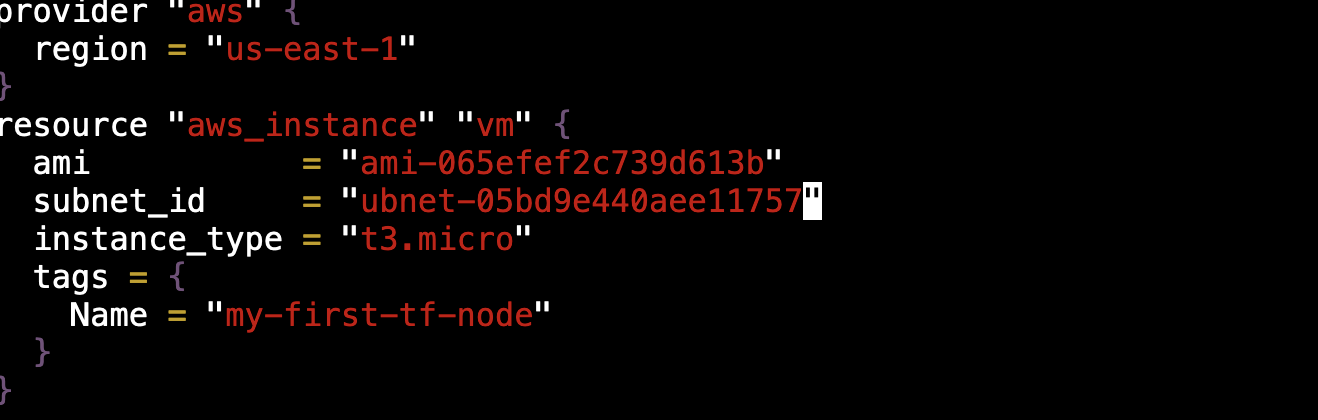 provider "aws" {
  region = "us-east-1"
}
resource "aws_instance" "vm" {
  ami           = "ami-065efef2c739d613b"
  subnet_id     = "ubnet-05bd9e440aee11757"
  instance_type = "t3.micro"
  tags = {
    Name = "my-first-tf-node"
  }
}